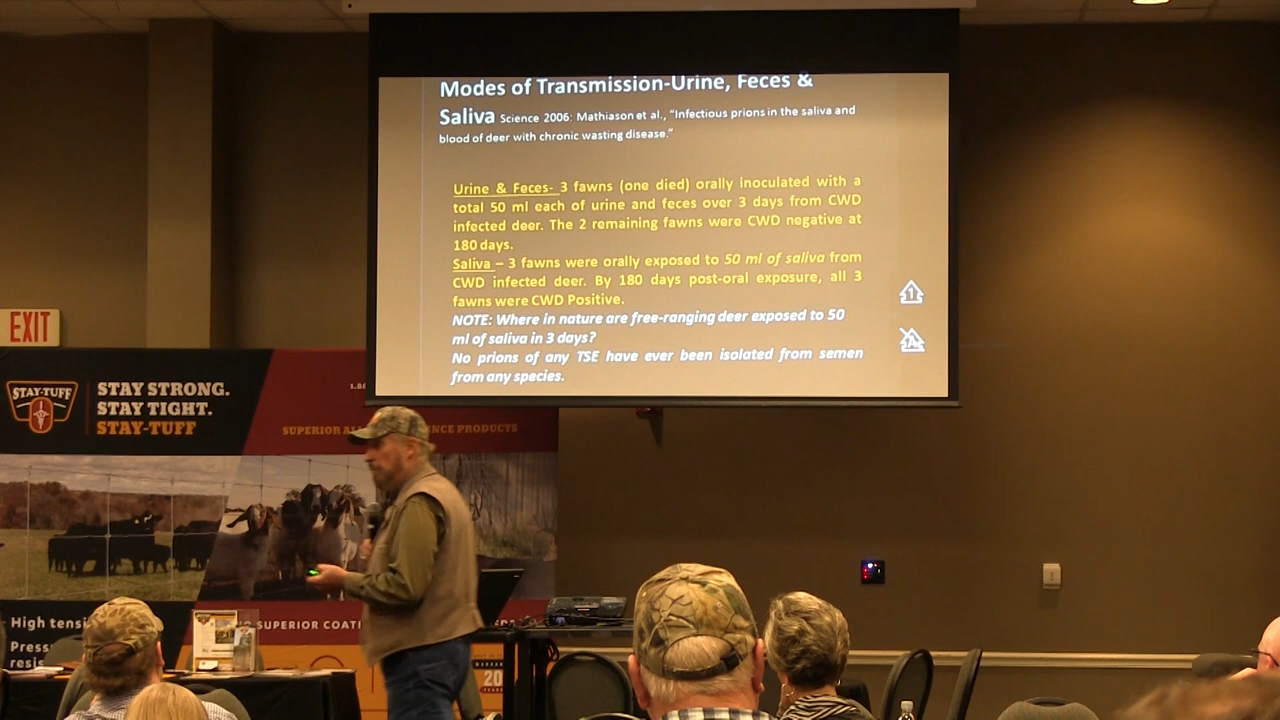 Modes of Transmission-Urine, Feces &
Saliva Science 2006: Mathiason et al., "Infectious prions in the saliva and
blood of deer with chronic wasting disease."
Urine & Feces- 3 fawns (one died) orally inoculated with a
total 50 ml each of urine and feces over 3 days from CWD
infected deer. The 2 remaining fawns were CWD negative at
180 days.
Saliva – 3 fawns were orally exposed to 50 ml of saliva from
CWD infected deer. By 180 days post-oral exposure, all 3
fawns were CWD Positive.
NOTE: Where in nature are free-ranging deer exposed to 50
ml of saliva in 3 days?
No prions of any TSE have ever been isolated from semen
from any species.
1
EXIT
STAY-TUFF
STAY STRONG.
STAY TIGHT.
STAY-TUFF
SUPERIOR
PRODUCTS
High
SUPERIOR
20